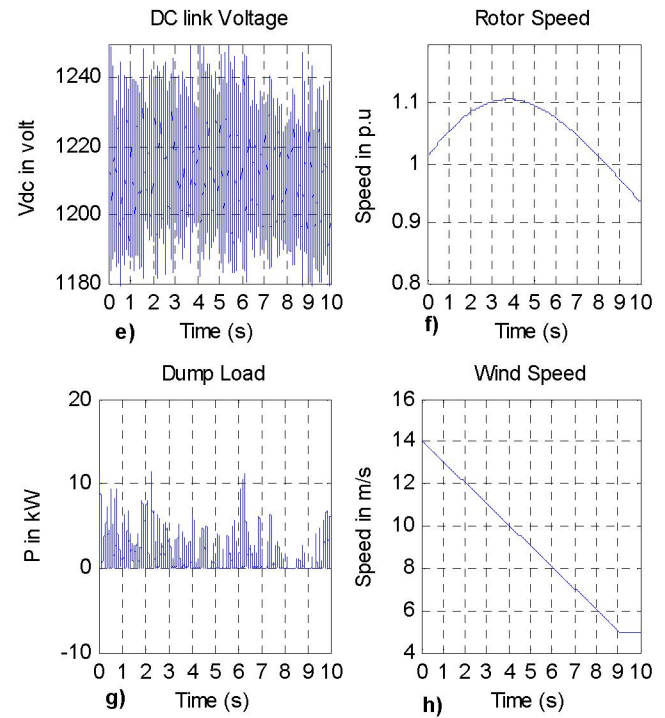 DC link Voltage
Vdc in volt
1240
1220
1200
1180
0 1 2 3 4 5 6 7 8 9 10
e)
Time (s)
Rotor Speed
Speed in p.u
1.1
1
0.9
0.8
0 1 2 3 4 5 6 7 8 9 10
f)
Time (s)
Dump Load
P in kW
20
10
0
-10
0 1 2 3 4 5 6 7 8 9 10
g)
Time (s)
Wind Speed
Speed in m/s
16
14
12
10
8
6
4
0 1 2 3 4 5 6 7 8 9 10
h)
Time (s)